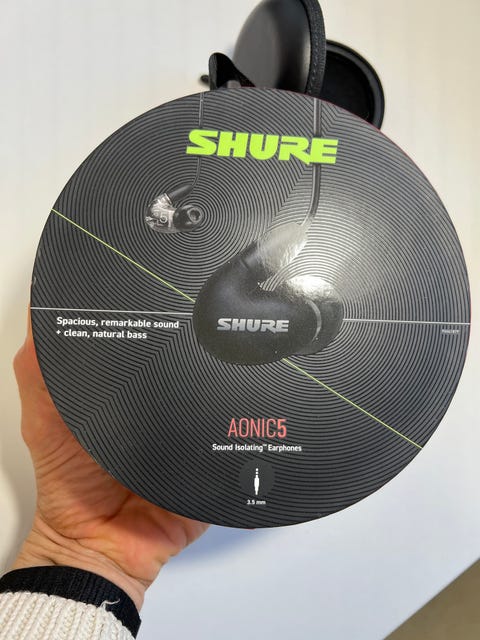 SHURE
SHURE
Spacious, remarkable sound
+ clean, natural bass
AONIC5
Sound Isolating™ Earphones
3.5 mm